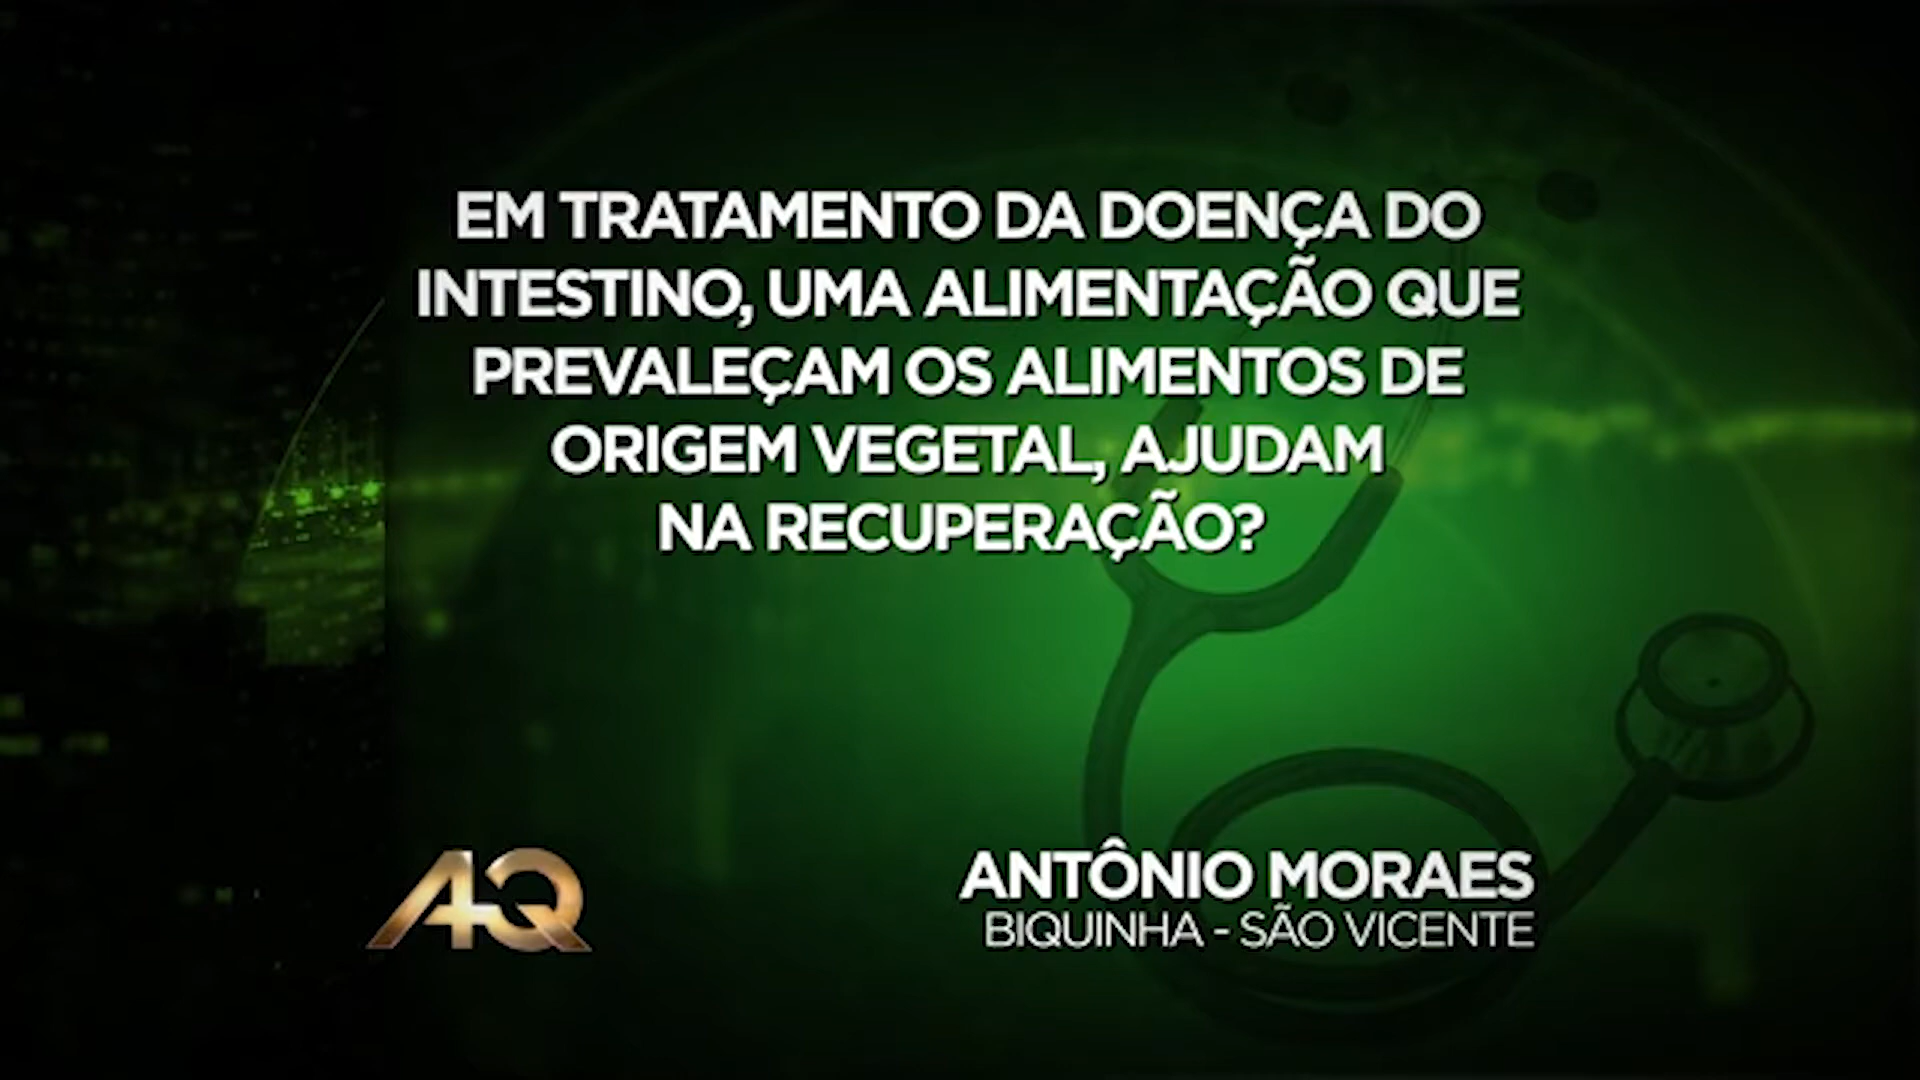 EM TRATAMENTO DA DOENÇA DO
INTESTINO, UMA ALIMENTAÇÃO QUE
PREVALEÇAM OS ALIMENTOS DE
ORIGEM VEGETAL, AJUDAM
NA RECUPERAÇÃO?
AQ
ANTÔNIO MORAES
BIQUINHA - SÃO VICENTE